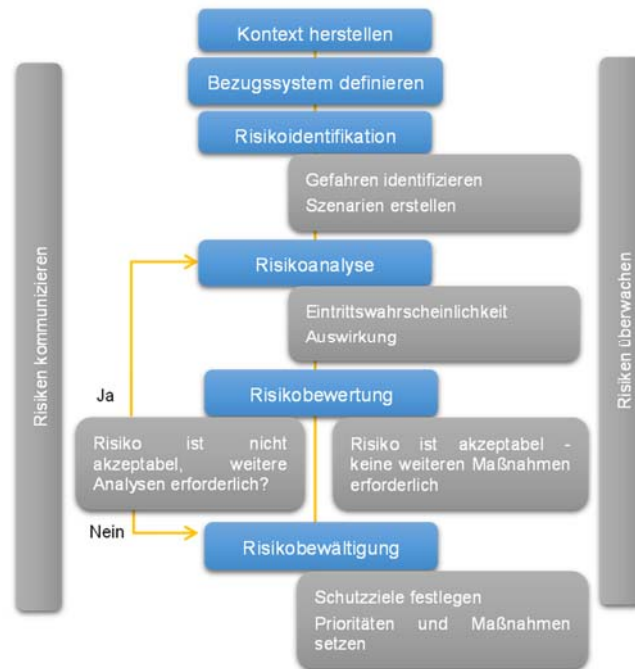 Kontext herstellen
Bezugssystem definieren
Risikoidentifikation
Gefahren identifizieren
Szenarien erstellen
Risikoanalyse
Eintrittswahrscheinlichkeit
Auswirkung
Ja
Risikobewertung
Risiko ist nicht
akzeptabel, weitere
Analysen erforderlich?
Risiko ist akzeptabel -
keine weiteren Maßnahmen
erforderlich
Nein
Risikobewältigung
Schutzziele festlegen
Prioritäten und Maßnahmen
setzen
Risiken kommunizieren
Risiken überwachen